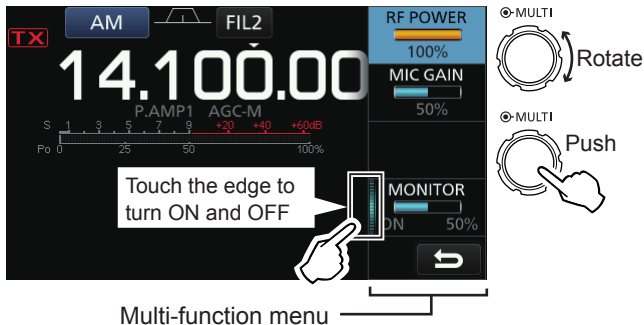 AM
FIL2
TX
14.100.00
P.AMP1 AGC-M
S 1 3 5 7 9 +20 +40 +60dB
Po 0 25 50 100%
RF POWER
100%
MIC GAIN
50%
MONITOR
ON 50%
Touch the edge to
turn ON and OFF
Multi-function menu
MULTI
Rotate
MULTI
Push